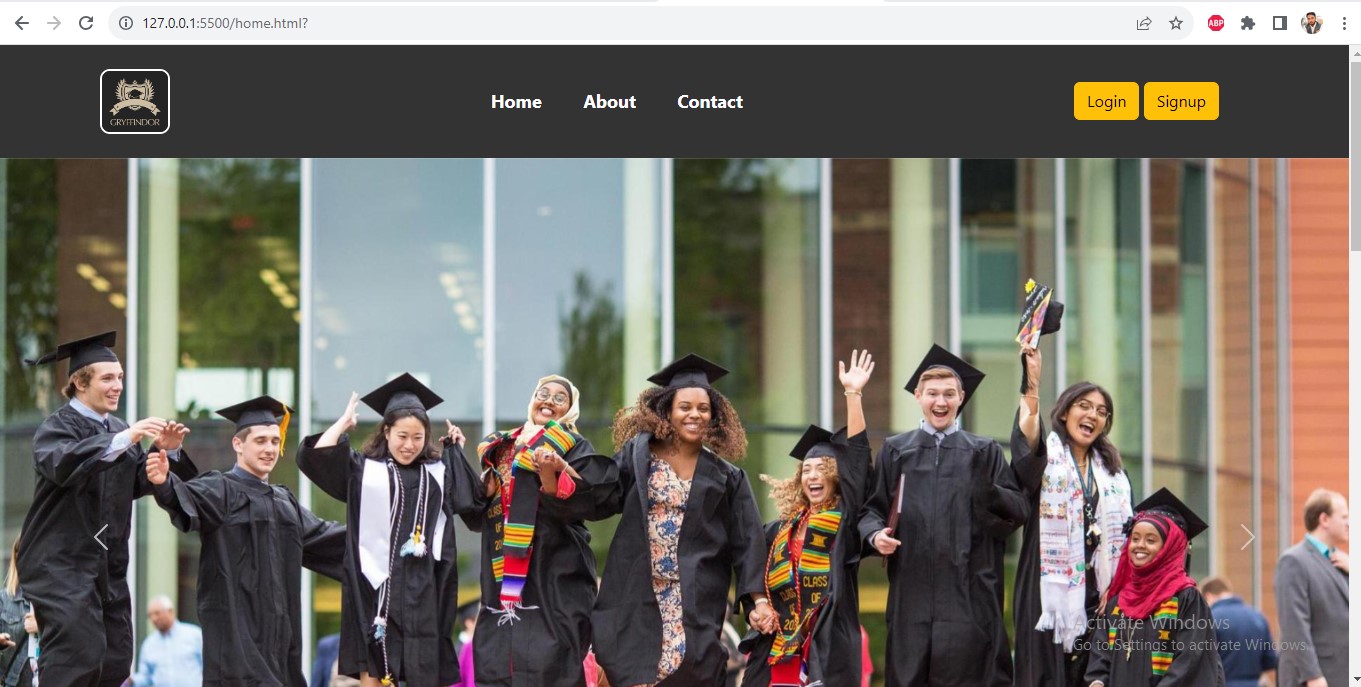 127.0.0.1:5500/home.html?
ABP
GRYFFINDOR
Home
About
Contact
Login
Signup
CLASS
OF
CLASS
OF
Activate Windows
Go to Settings to activate Windows.